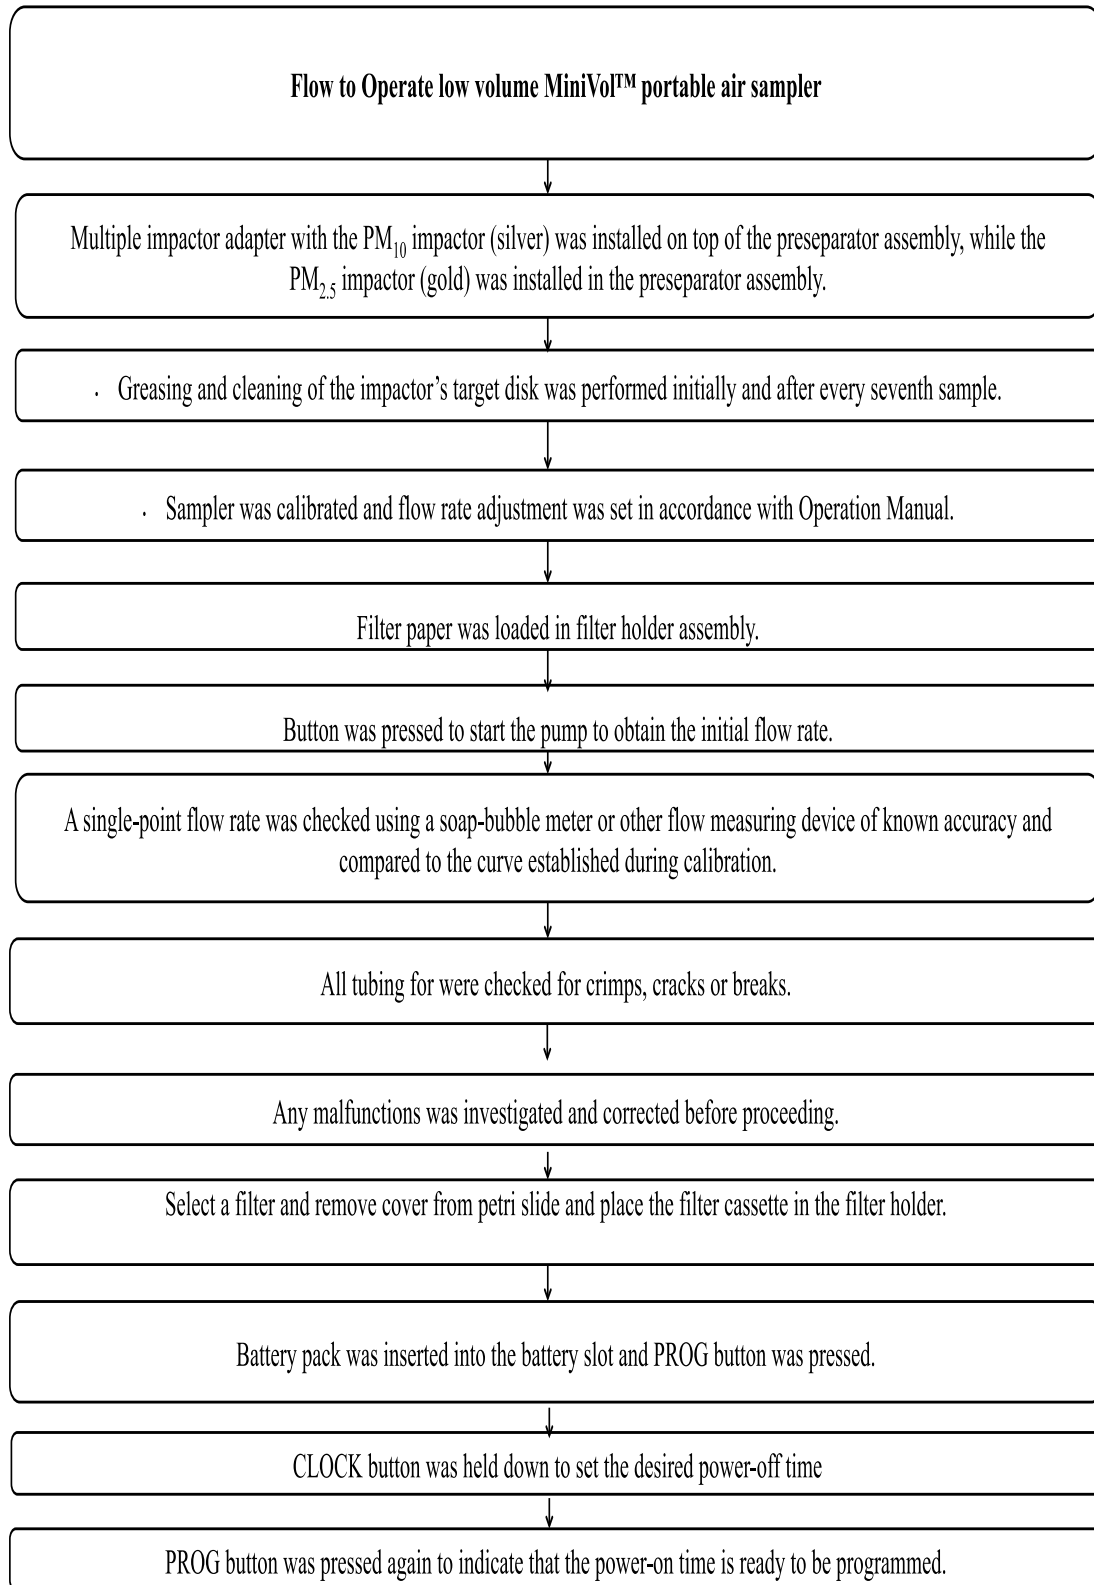 Flow to Operate low volume MiniVol™ portable air sampler
Multiple impactor adapter with the PM10 impactor (silver) was installed on top of the preseparator assembly, while the
PM2.5 impactor (gold) was installed in the preseparator assembly.
· Greasing and cleaning of the impactor’s target disk was performed initially and after every seventh sample.
· Sampler was calibrated and flow rate adjustment was set in accordance with Operation Manual.
Filter paper was loaded in filter holder assembly.
Button was pressed to start the pump to obtain the initial flow rate.
A single-point flow rate was checked using a soap-bubble meter or other flow measuring device of known accuracy and
compared to the curve established during calibration.
All tubing for were checked for crimps, cracks or breaks.
Any malfunctions was investigated and corrected before proceeding.
Select a filter and remove cover from petri slide and place the filter cassette in the filter holder.
Battery pack was inserted into the battery slot and PROG button was pressed.
CLOCK button was held down to set the desired power-off time
PROG button was pressed again to indicate that the power-on time is ready to be programmed.